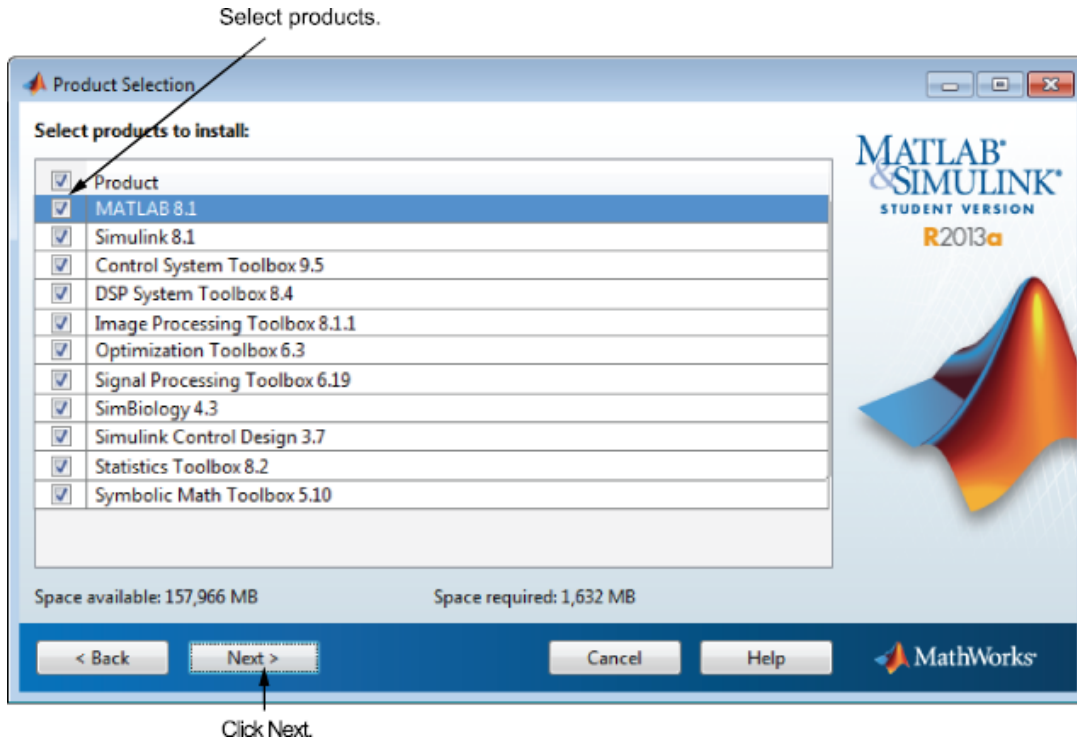 Select products.
Product Selection
Select products to install:
Product
MATLAB 8.1
Simulink 8.1
Control System Toolbox 9.5
DSP System Toolbox 8.4
Image Processing Toolbox 8.1.1
Optimization Toolbox 6.3
Signal Processing Toolbox 6.19
SimBiology 4.3
Simulink Control Design 3.7
Statistics Toolbox 8.2
Symbolic Math Toolbox 5.10
MATLAB®
&SIMULINK®
STUDENT VERSION
R2013a
Space available: 157,966 MB Space required: 1,632 MB
< Back Next > Cancel Help MathWorks®
Click Next.